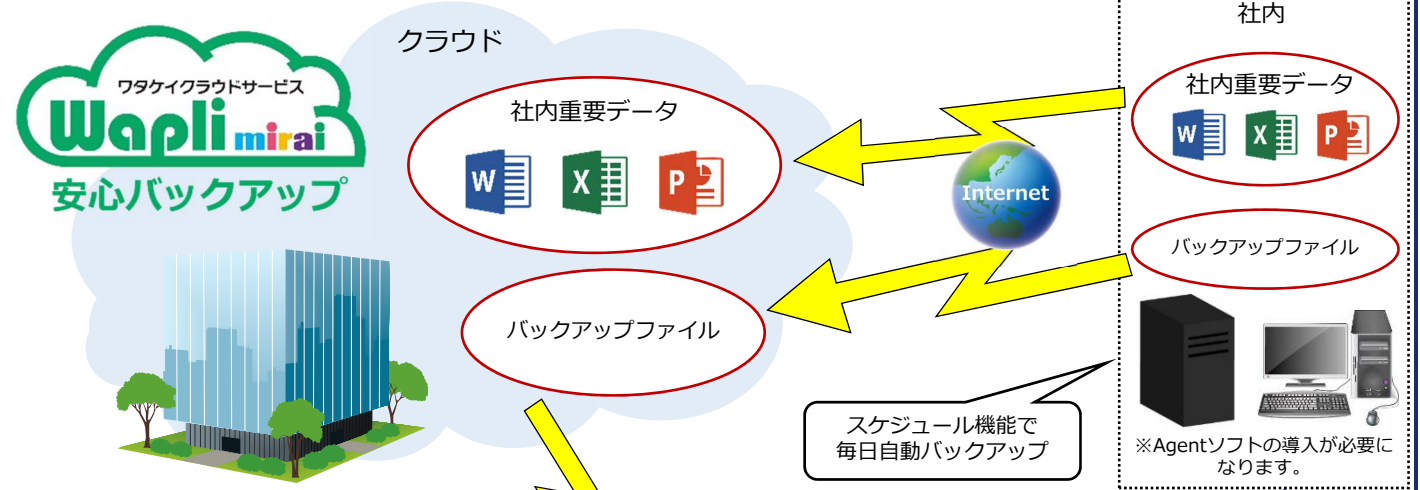 社内
クラウド
ワタケイクラウドサービス
Wapli mirai
安心バックアップ
社内重要データ
W X P
社内重要データ
W X P
Internet
バックアップファイル
バックアップファイル
スケジュール機能で
毎日自動バックアップ
※Agentソフトの導入が必要に
なります。